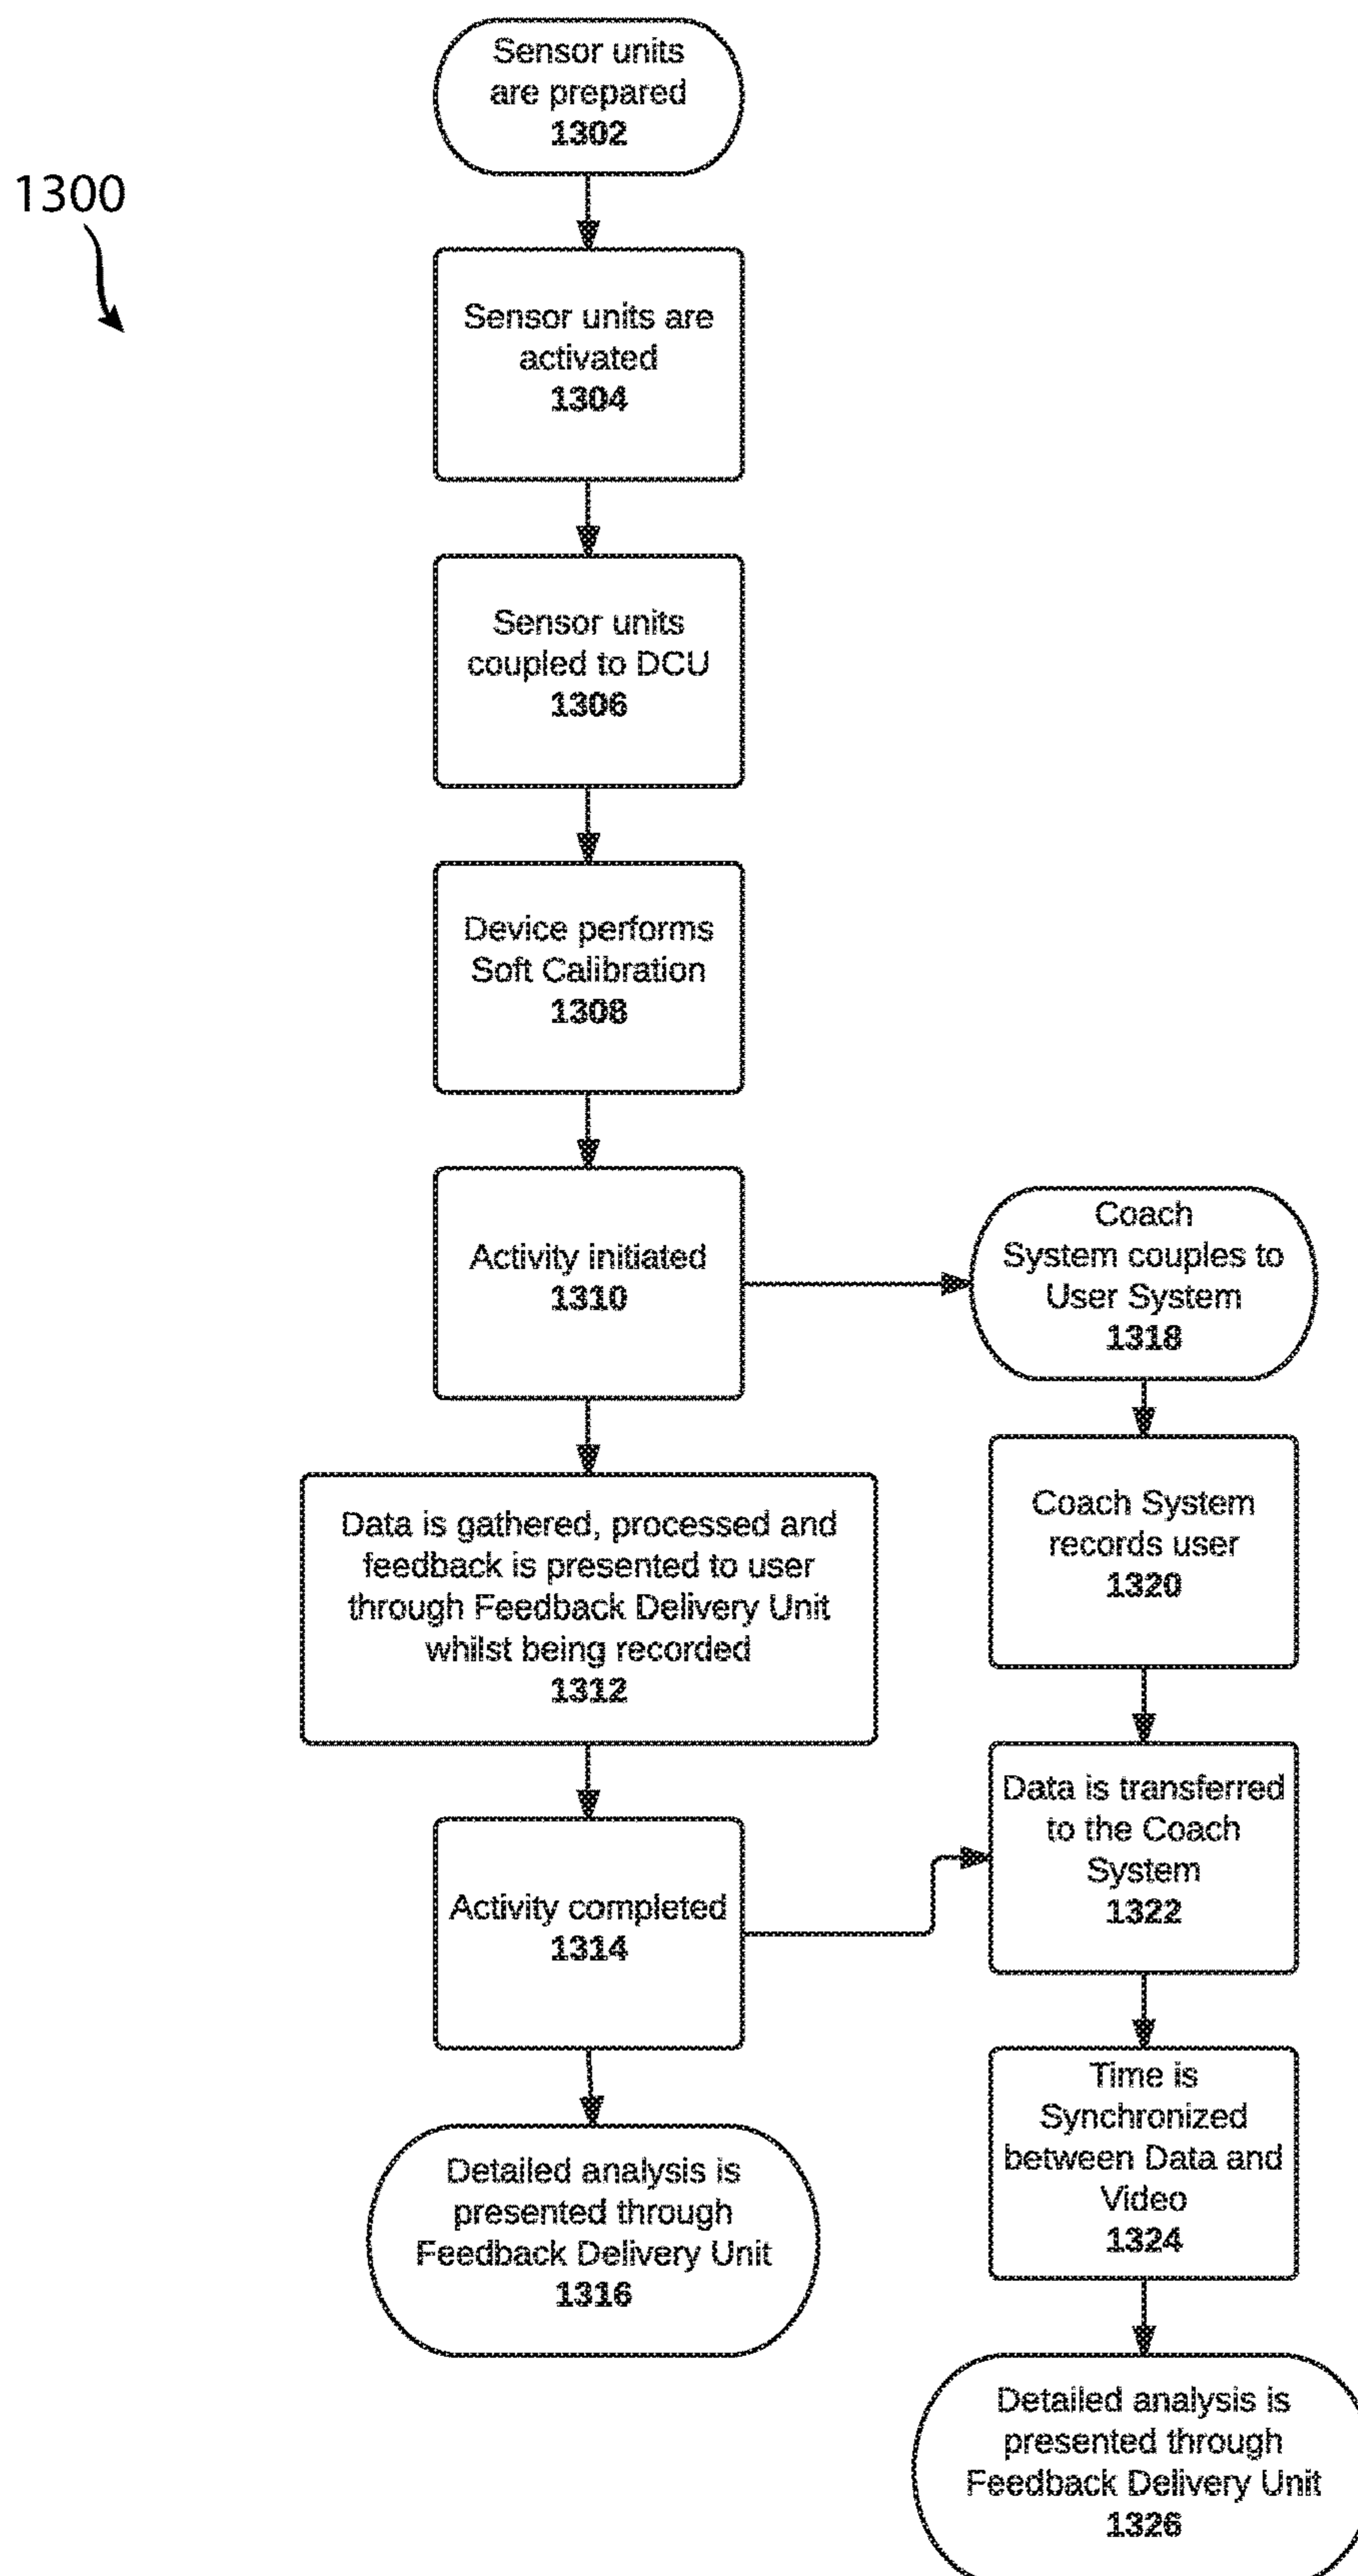 1300
Sensor units
are prepared
1302
Sensor units are
activated
1304
Sensor units
coupled to DCU
1306
Device performs
Soft Calibration
1308
Activity initiated
1310
Data is gathered, processed and
feedback is presented to user
through Feedback Delivery Unit
whilst being recorded
1312
Activity completed
1314
Detailed analysis is
presented through
Feedback Delivery Unit
1316
Coach
System couples to
User System
1318
Coach System
records user
1320
Data is transferred
to the Coach
System
1322
Time is
Synchronized
between Data and
Video
1324
Detailed analysis is
presented through
Feedback Delivery Unit
1326